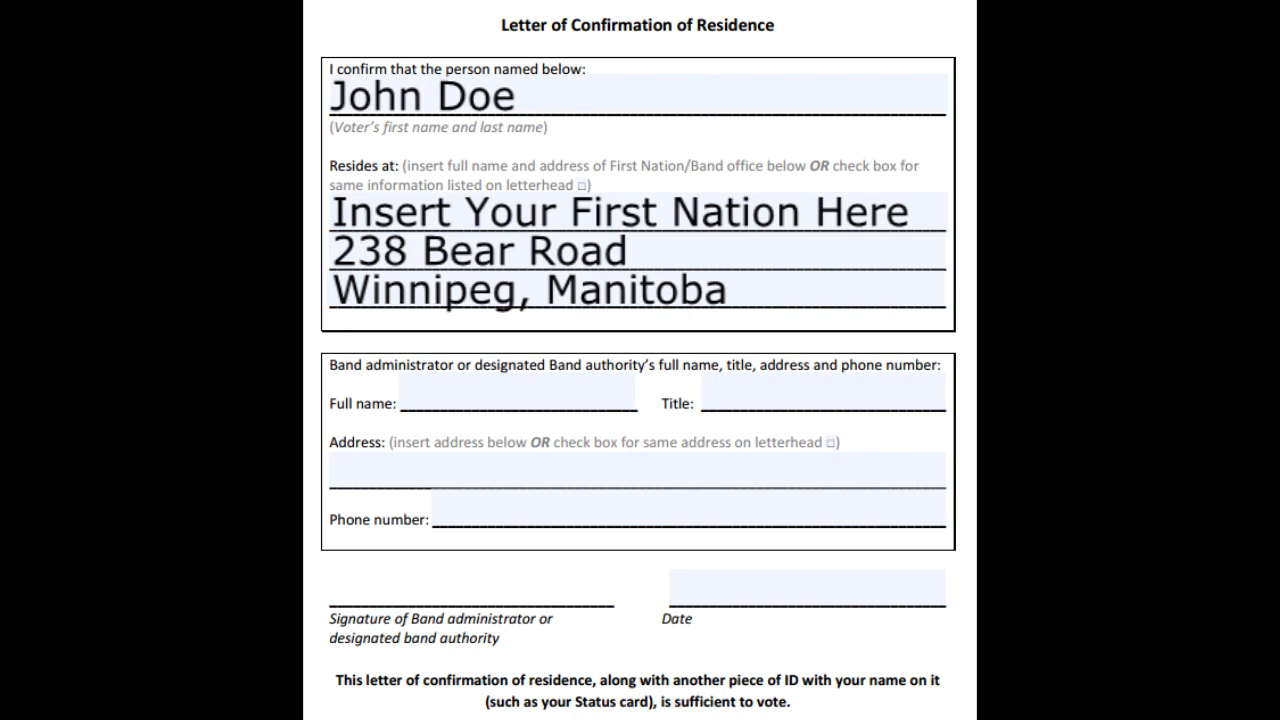 Letter of Confirmation of Residence
I confirm that the person named below:
John Doe
(Voter’s first name and last name)
Resides at: (insert full name and address of First Nation/Band office below OR check box for
same information listed on letterhead □)
Insert Your First Nation Here
238 Bear Road
Winnipeg, Manitoba
Band administrator or designated Band authority’s full name, title, address and phone number:
Full name: Title:
Address: (insert address below OR check box for same address on letterhead □)
Phone number:
Signature of Band administrator or
designated band authority
Date
This letter of confirmation of residence, along with another piece of ID with your name on it
(such as your Status card), is sufficient to vote.